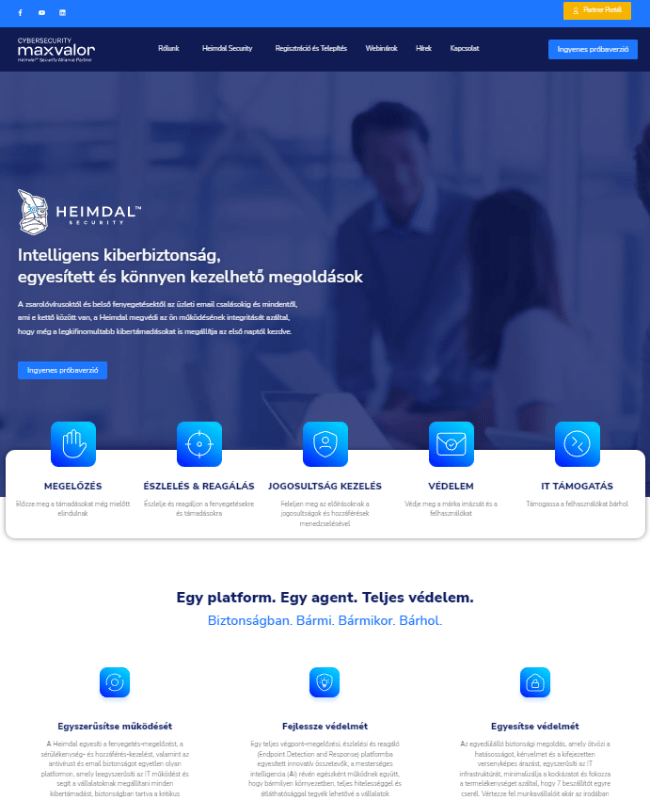 Partner Portál
CYBERSECURITY
maxvalor
Heimdal™ Security Alliance Partner
Rólunk
Heimdal Security
Regisztráció és Telepítés
Webinárok
Hírek
Kapcsolat
Ingyenes próbaverzió
HEIMDAL™
SECURITY
Intelligens kiberbiztonság,
egyesített és könnyen kezelhető megoldások
A zsarolóvírusoktól és belső fenyegetésektől az üzleti email csalásokig és mindentől,
ami e kettő között van, a Heimdal megvédi az ön működésének integritását azáltal,
hogy még a legkifinomultabb kibertámadásokat is megállítja az első naptól kezdve.
Ingyenes próbaverzió
MEGELŐZÉS
Előzze meg a támadásokat még mielőtt
elindulnak
ÉSZLELÉS & REAGÁLÁS
Észlelje és reagáljon a fenyegetésekre
és támadásokra
JOGOSULTSÁG KEZELÉS
Feleljen meg az előírásoknak a
jogosultságok és hozzáférések
menedzselésével
VÉDELEM
Védje meg a márka imázsát és a
felhasználókat
IT TÁMOGATÁS
Támogassa a felhasználókat bárhol
Egy platform. Egy agent. Teljes védelem.
Biztonságban. Bármi. Bármikor. Bárhol.
Egyszerűsítse működését
A Heimdal egyesíti a fenyegetés-megelőzést, a
sérülékenység- és hozzáférés-kezelést, valamint az
antivírust és email biztonságot egyetlen olyan
platformon, amely leegyszerűsíti az IT működést és
segít a vállalatoknak megállítani minden
kibertámadást, biztonságban tartva a kritikus
Fejlessze védelmét
Egy teljes végpont-megelőzési, észlelési és reagáló
(Endpoint Detection and Response) platformba
egyesített innovatív összetevők, a mesterséges
intelligencia (AI) révén egészként működnek együtt,
hogy bármilyen környezetben, teljes hitelességgel és
átláthatósággal tegyék lehetővé a vállalatok
Egyesítse védelmét
Az egyedülálló biztonsági megoldás, amely ötvözi a
hatásosságot, kényelmet és a kifejezetten
versenyképes árazást, egyszerűsíti az IT
infrastruktúrát, minimalizálja a kockázatot és fokozza
a termelékenységet azáltal, hogy 7 beszállítót egyre
cserél. Vértezze fel munkavállalóit akár az irodában